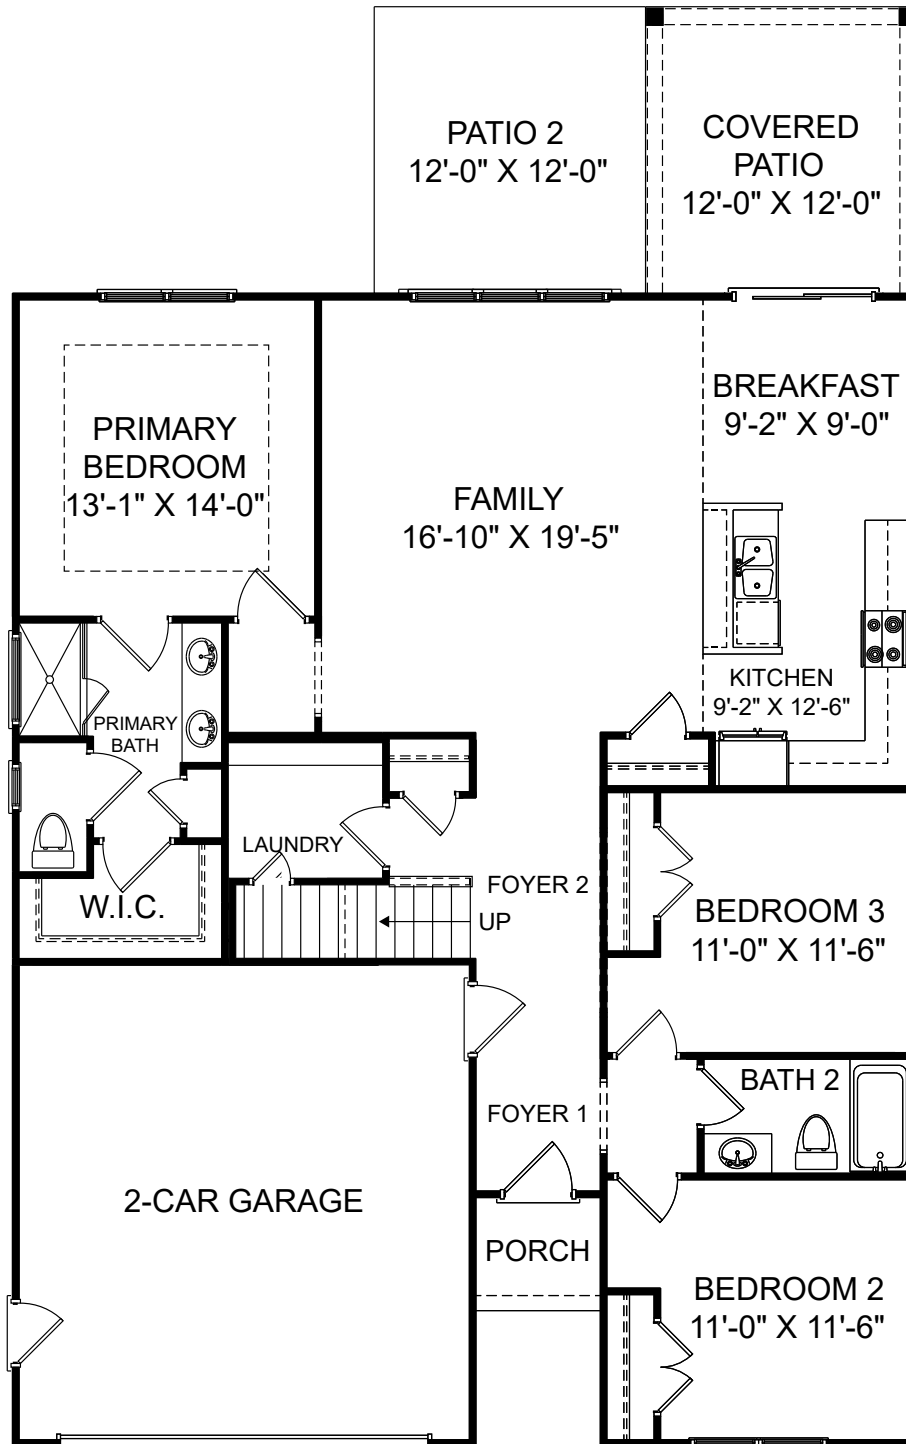 PATIO 2
12'-0" X 12'-0"
COVERED
PATIO
12'-0" X 12'-0"
BREAKFAST
9'-2" X 9'-0"
PRIMARY
BEDROOM
13'-1" X 14'-0"
FAMILY
16'-10" X 19'-5"
KITCHEN
9'-2" X 12'-6"
PRIMARY
BATH
LAUNDRY
FOYER 2
W.I.C.
UP
BEDROOM 3
11'-0" X 11'-6"
BATH 2
FOYER 1
2-CAR GARAGE
PORCH
BEDROOM 2
11'-0" X 11'-6"